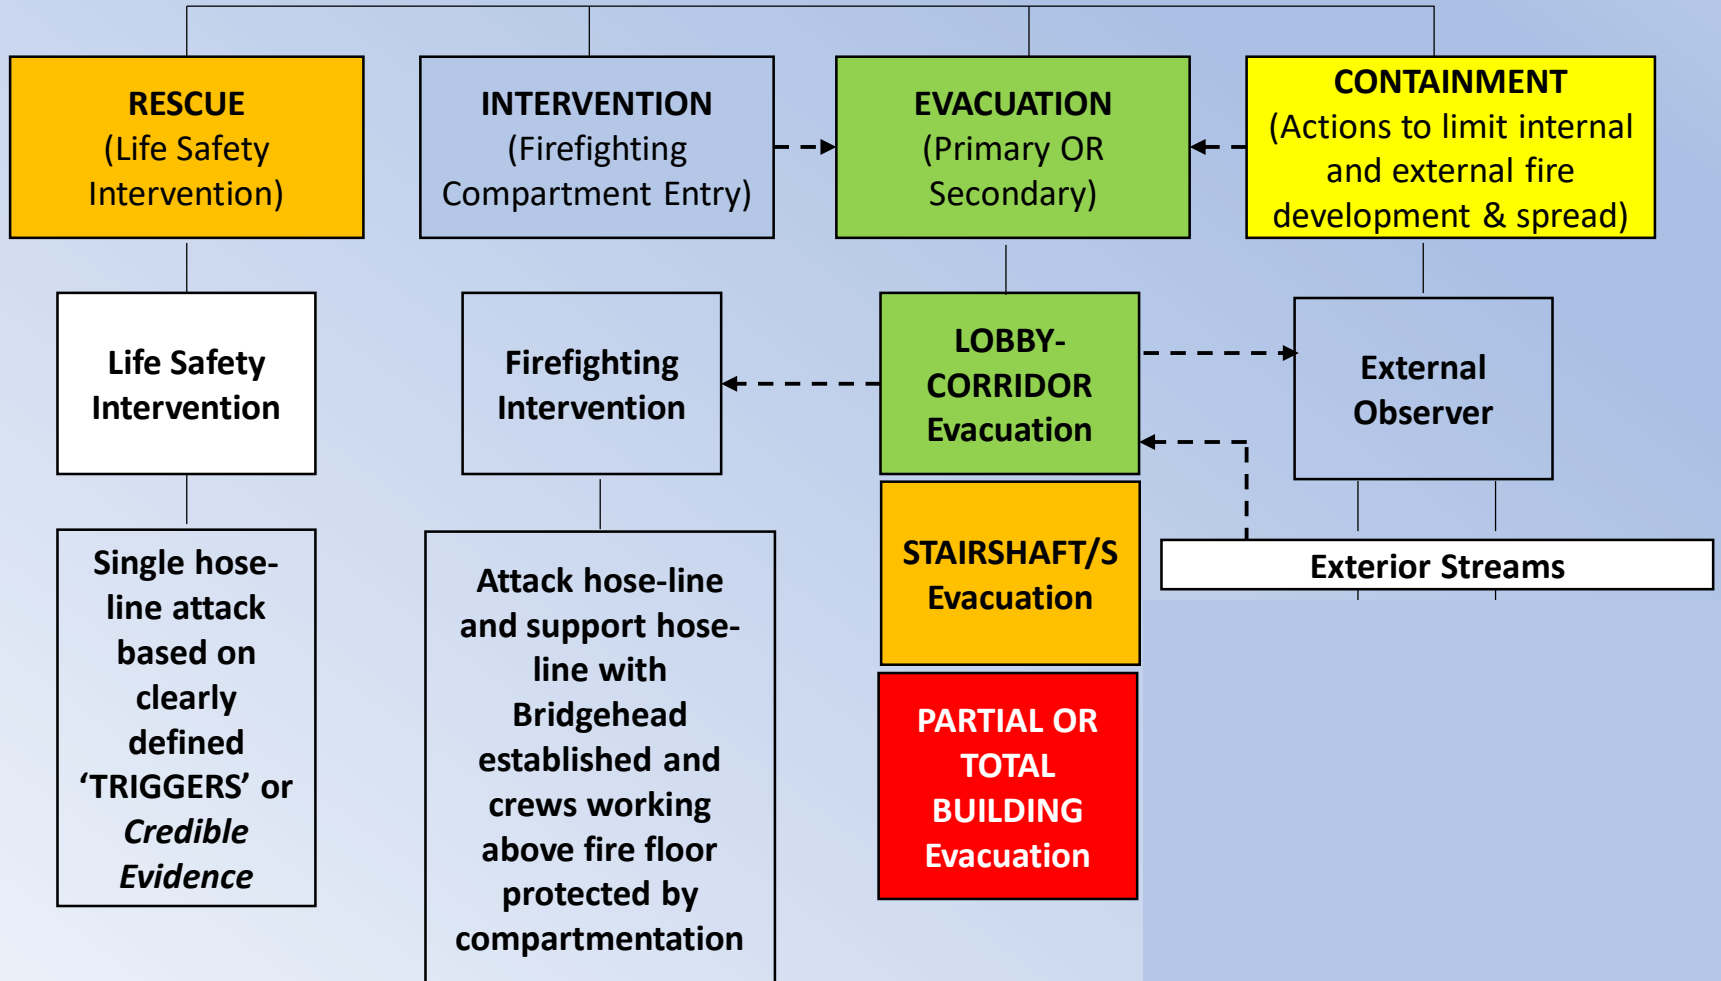 RESCUE
(Life Safety
Intervention)
INTERVENTION
(Firefighting
Compartment Entry)
EVACUATION
(Primary OR
Secondary)
CONTAINMENT
(Actions to limit internal
and external fire
development & spread)
Life Safety
Intervention
Firefighting
Intervention
LOBBY-
CORRIDOR
Evacuation
External
Observer
Single hose-
line attack
based on
clearly
defined
‘TRIGGERS’ or
Credible
Evidence
Attack hose-line
and support hose-
line with
Bridgehead
established and
crews working
above fire floor
protected by
compartmentation
STAIRSHAFT/S
Evacuation
Exterior Streams
PARTIAL OR
TOTAL
BUILDING
Evacuation